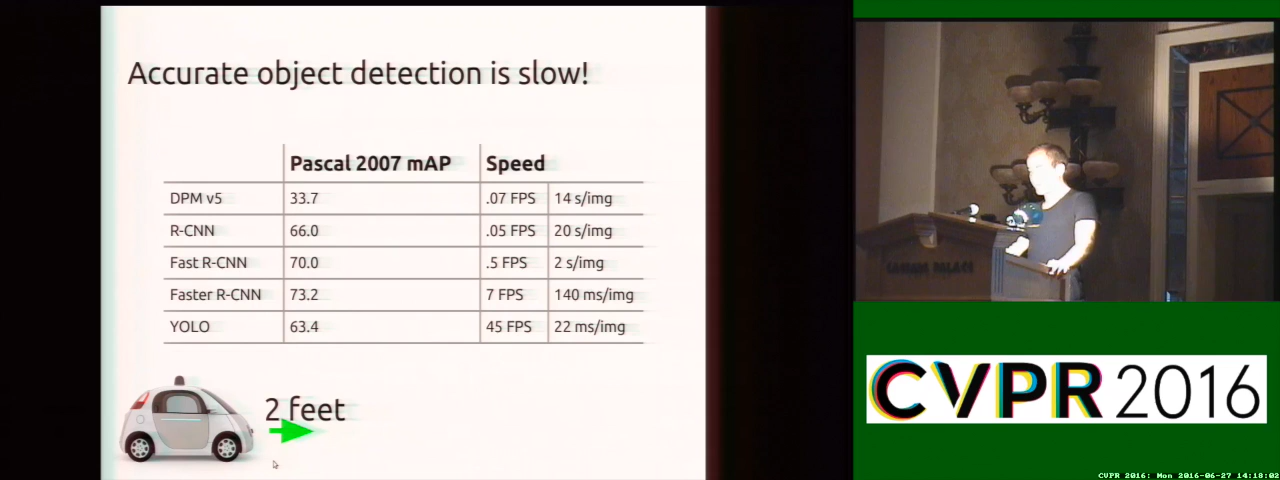 Accurate object detection is slow!
Pascal 2007 mAP Speed
DPM v5 33.7 .07 FPS 14 s/img
R-CNN 66.0 .05 FPS 20 s/img
Fast R-CNN 70.0 .5 FPS 2 s/img
Faster R-CNN 73.2 7 FPS 140 ms/img
YOLO 63.4 45 FPS 22 ms/img
2 feet
CAESARS PALACE
CVPR 2016
CVPR 2016: Mon 2016-06-27 14:18:02